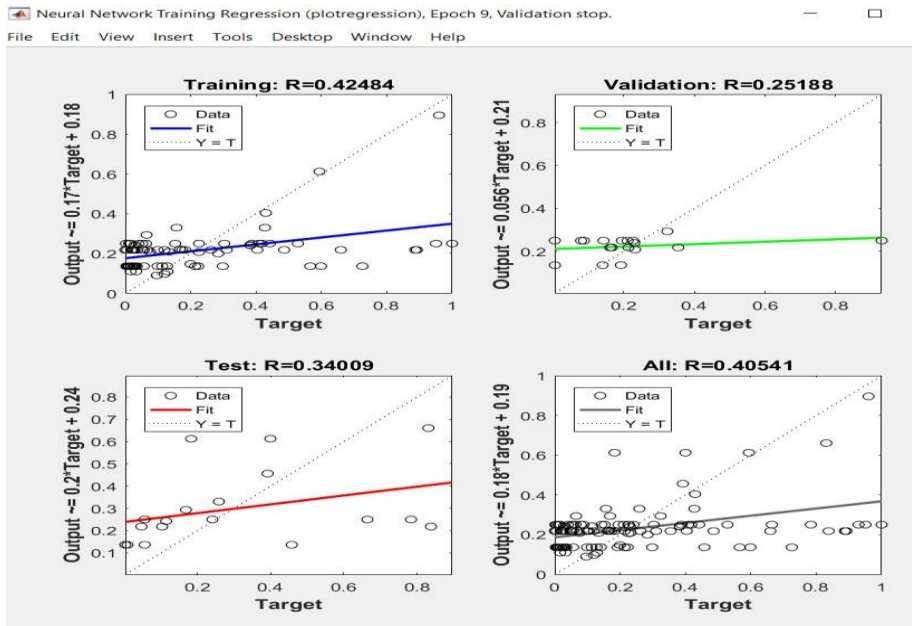 Neural Network Training Regression (plotregression), Epoch 9, Validation stop.
File Edit View Insert Tools Desktop Window Help
Training: R=0.42484
Output ~= 0.17*Target + 0.18
1
0.8
0.6
0.4
0.2
0
Data
Fit
Y = T
0 0.2 0.4 0.6 0.8 1
Target
Validation: R=0.25188
Output ~= 0.056*Target + 0.21
0.8
0.6
0.4
0.2
Data
Fit
Y = T
0.2 0.4 0.6 0.8
Target
Test: R=0.34009
Output ~= 0.2*Target + 0.24
0.8
0.7
0.6
0.5
0.4
0.3
0.2
0.1
Data
Fit
Y = T
0.2 0.4 0.6 0.8
Target
All: R=0.40541
Output ~= 0.18*Target + 0.19
1
0.8
0.6
0.4
0.2
0
Data
Fit
Y = T
0 0.2 0.4 0.6 0.8 1
Target